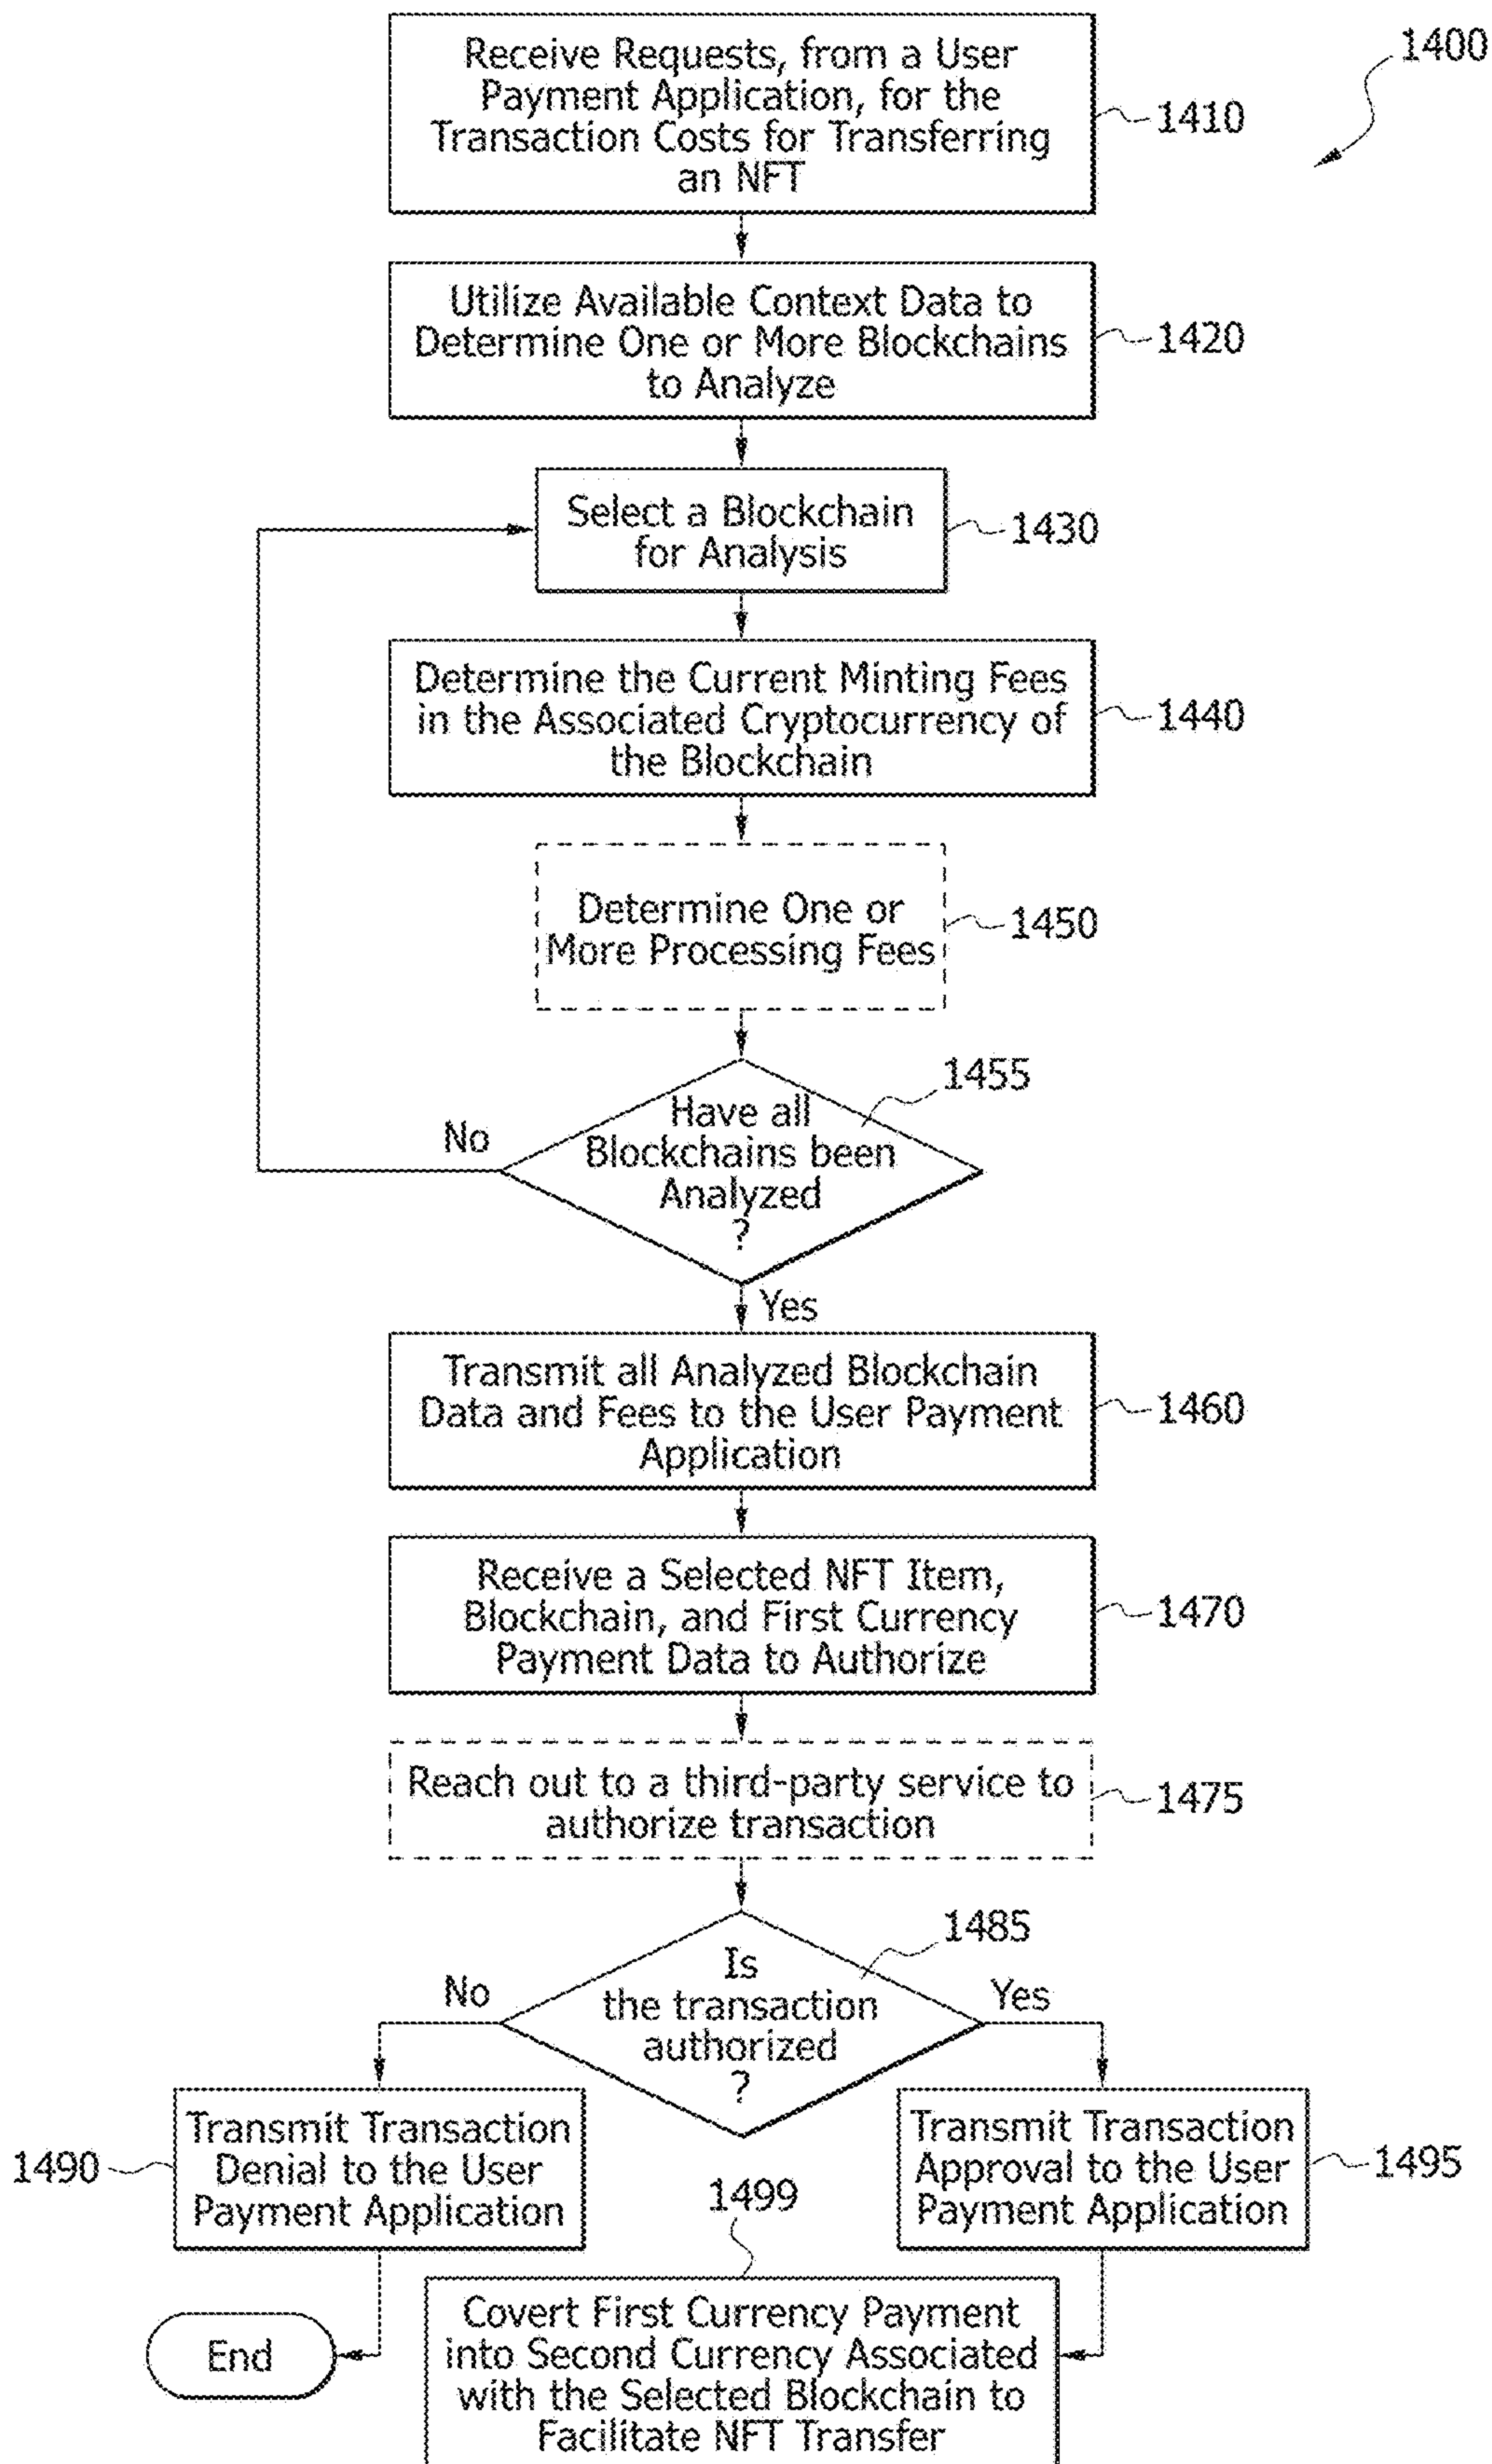 1400
Receive Requests, from a User
Payment Application, for the
Transaction Costs for Transferring
an NFT
1410
Utilize Available Context Data to
Determine One or More Blockchains
to Analyze
1420
Select a Blockchain
for Analysis
1430
Determine the Current Minting Fees
in the Associated Cryptocurrency of
the Blockchain
1440
Determine One or
More Processing Fees
1450
1455
Have all
Blockchains been
Analyzed
?
No
Yes
Transmit all Analyzed Blockchain
Data and Fees to the User Payment
Application
1460
Receive a Selected NFT Item,
Blockchain, and First Currency
Payment Data to Authorize
1470
Reach out to a third-party service to
authorize transaction
1475
1485
Is
the transaction
authorized
?
No
Yes
Transmit Transaction
Denial to the User
Payment Application
1490
Transmit Transaction
Approval to the User
Payment Application
1495
1499
End
Covert First Currency Payment
into Second Currency Associated
with the Selected Blockchain to
Facilitate NFT Transfer